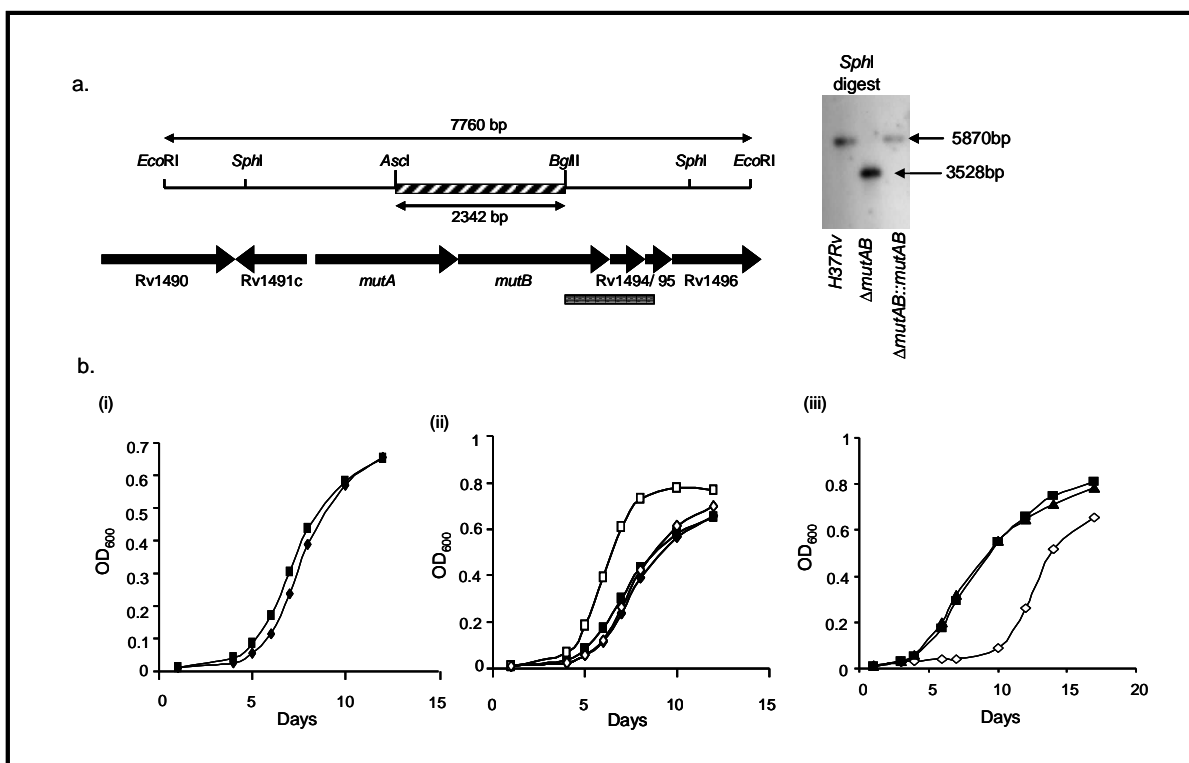 a.
7760 bp
EcoRI SphI AscI BglII SphI EcoRI
2342 bp
Rv1490 Rv1491c mutA mutB Rv1494/ 95 Rv1496
SphI
digest
5870bp
3528bp
H37Rv
ΔmutAB
ΔmutAB::mutAB
b.
(i)
0.7
0.6
0.5
0.4
0.3
0.2
0.1
0
OD600
0 5 10 15
Days
(ii)
1
0.8
0.6
0.4
0.2
0
OD600
0 5 10 15
Days
(iii)
1
0.8
0.6
0.4
0.2
0
OD600
0 5 10 15 20
Days